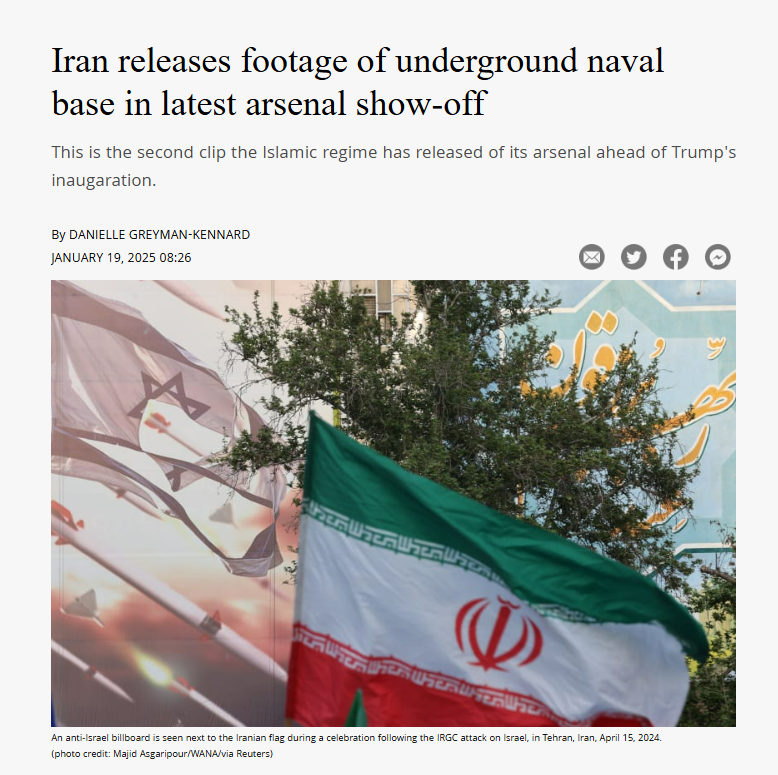 Iran releases footage of underground naval
base in latest arsenal show-off
This is the second clip the Islamic regime has released of its arsenal ahead of Trump's
inaugaration.
By DANIELLE GREYMAN-KENNARD
JANUARY 19, 2025 08:26
An anti-Israel billboard is seen next to the Iranian flag during a celebration following the IRGC attack on Israel, in Tehran, Iran, April 15, 2024.
(photo credit: Majid Asgaripour/WANA/via Reuters)